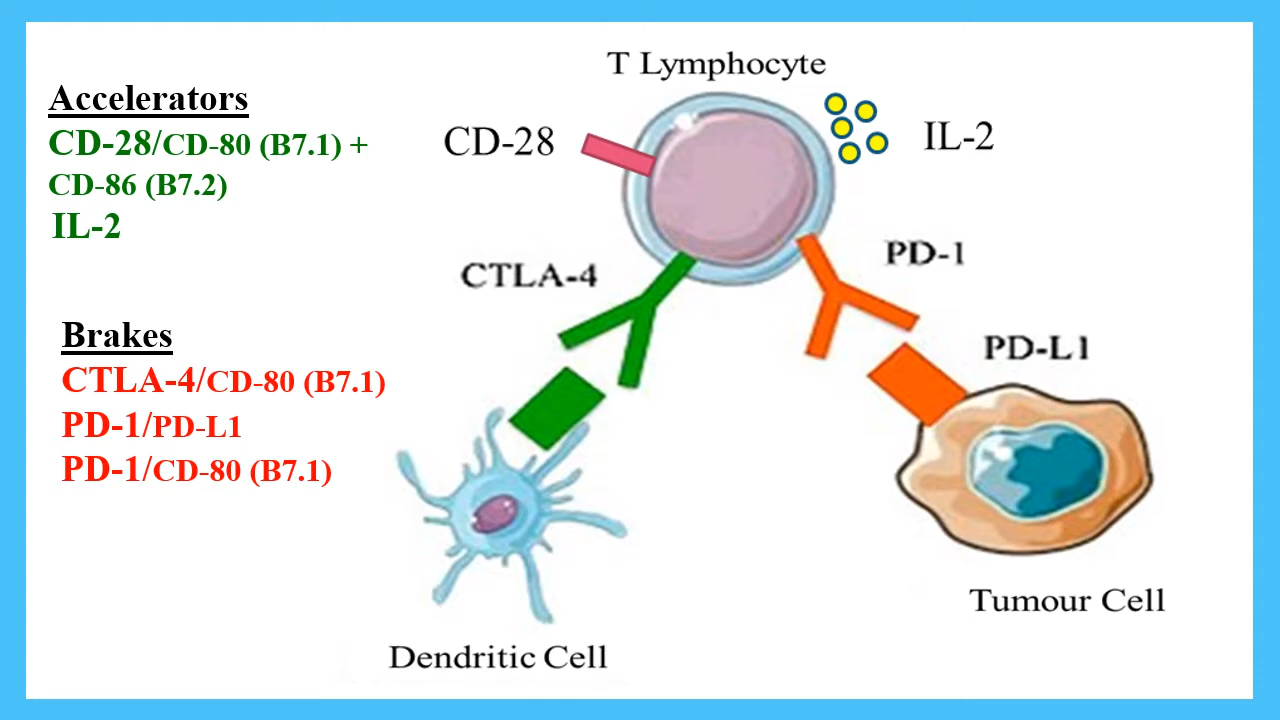 T Lymphocyte
Accelerators
CD-28/CD-80 (B7.1) +
CD-86 (B7.2)
IL-2
CD-28
IL-2
CTLA-4
PD-1
Brakes
CTLA-4/CD-80 (B7.1)
PD-1/PD-L1
PD-1/CD-80 (B7.1)
PD-L1
Tumour Cell
Dendritic Cell